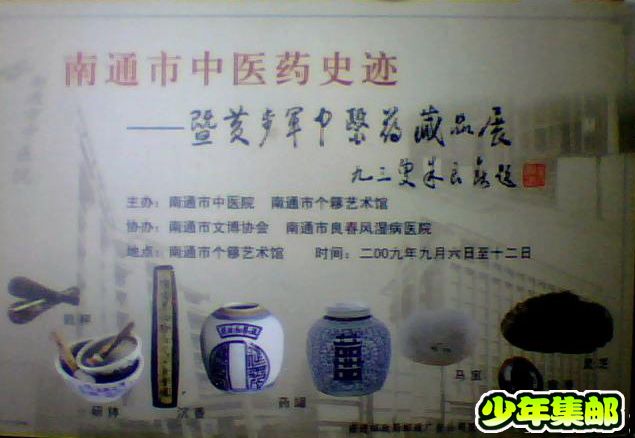 南通市中医药史迹
——暨黄步军中醫药藏品展
九三叟朱良春题
主办：南通市中医院 南通市个簃艺术馆
协办：南通市文博协会 南通市良春风湿病医院
地点：南通市个簃艺术馆 时间：二00九年九月六日至十二日
研钵
沉香
药罐
马宝
灵芝
少年集邮